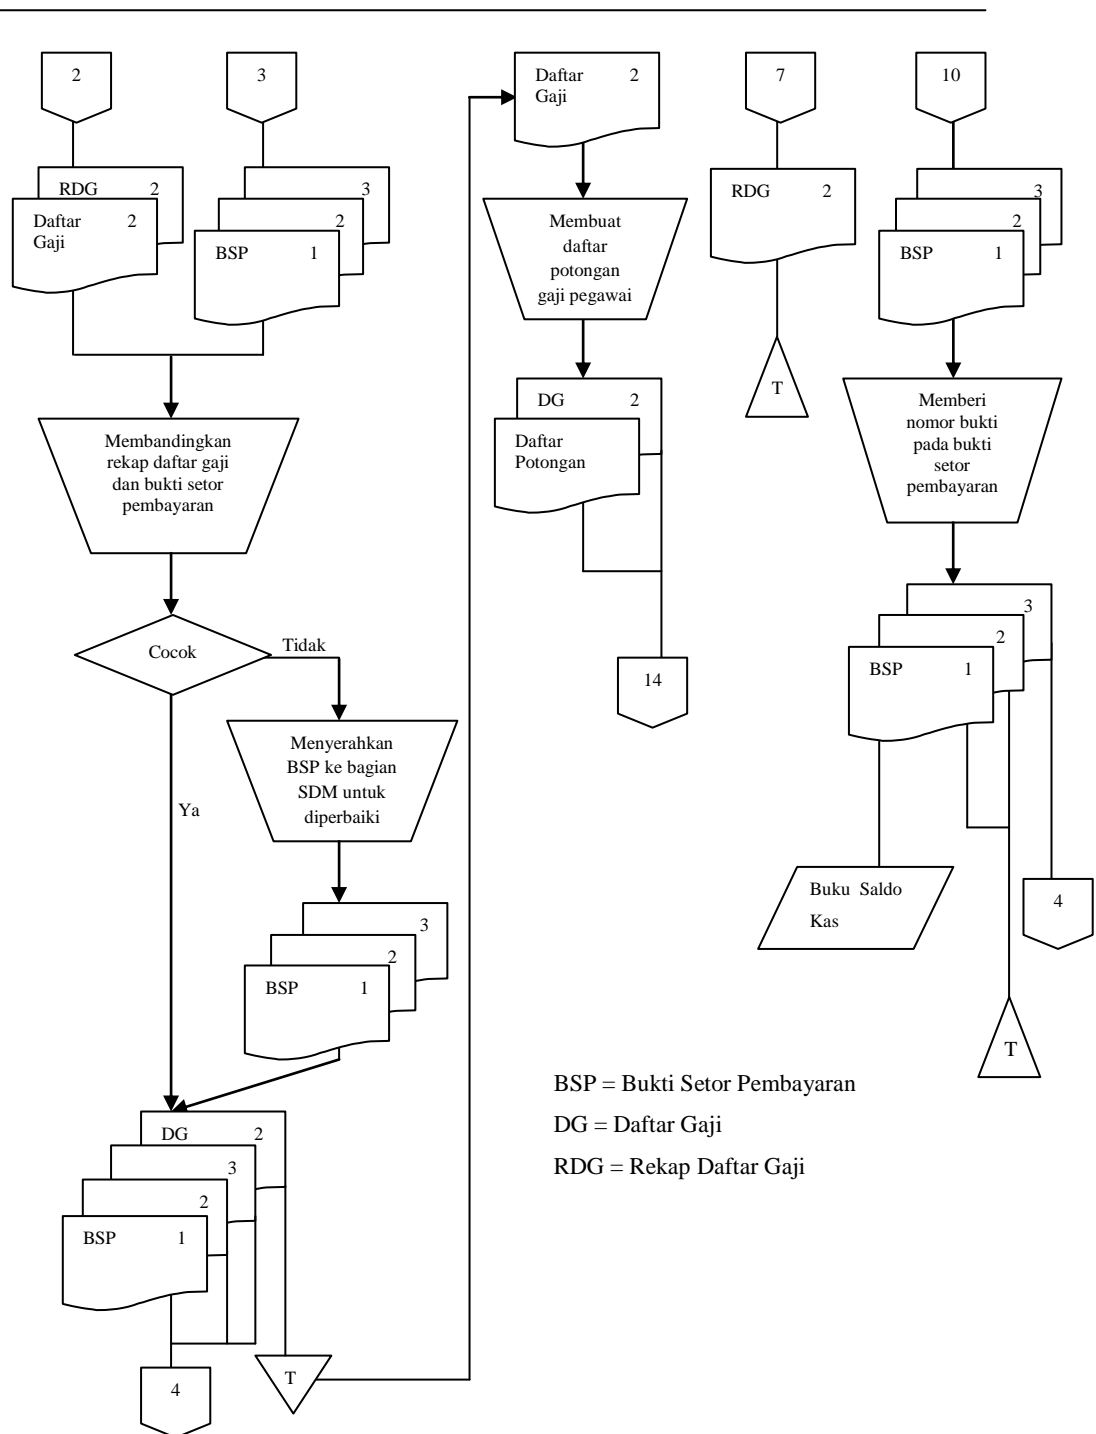 2
3
RDG 2
Daftar 2
Gaji
3
2
BSP 1
Membandingkan
rekap daftar gaji
dan bukti setor
pembayaran
Cocok
Tidak
Ya
Menyerahkan
BSP ke bagian
SDM untuk
diperbaiki
3
2
BSP 1
DG 2
3
2
BSP 1
4
T
Daftar 2
Gaji
Membuat
daftar
potongan
gaji pegawai
DG 2
Daftar
Potongan
14
7
RDG 2
T
10
3
2
BSP 1
Memberi
nomor bukti
pada bukti
setor
pembayaran
3
2
BSP 1
Buku Saldo
Kas
4
T
BSP = Bukti Setor Pembayaran
DG = Daftar Gaji
RDG = Rekap Daftar Gaji